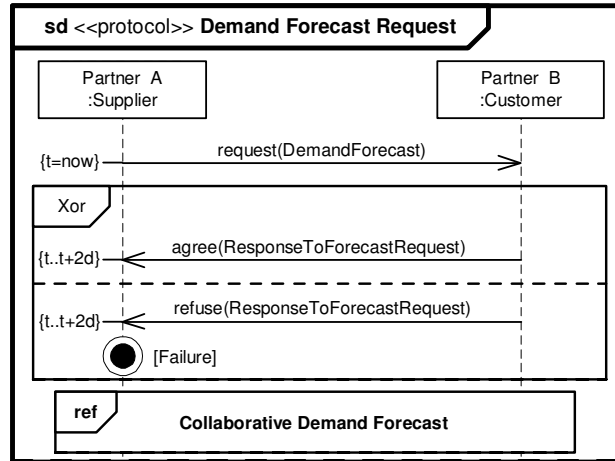 sd <<protocol>> Demand Forecast Request
Partner A
:Supplier
Partner B
:Customer
{t=now}
request(DemandForecast)
Xor
{t..t+2d}
agree(ResponseToForecastRequest)
{t..t+2d}
refuse(ResponseToForecastRequest)
[Failure]
ref
Collaborative Demand Forecast